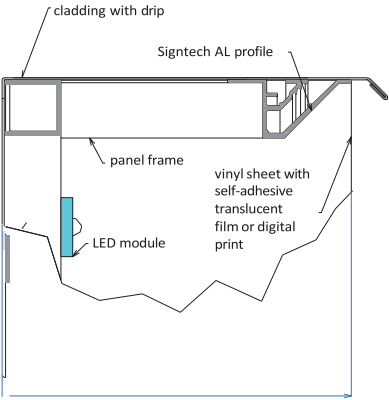 cladding with drip
Signtech AL profile
panel frame
vinyl sheet with
self-adhesive
translucent
film or digital
print
LED module